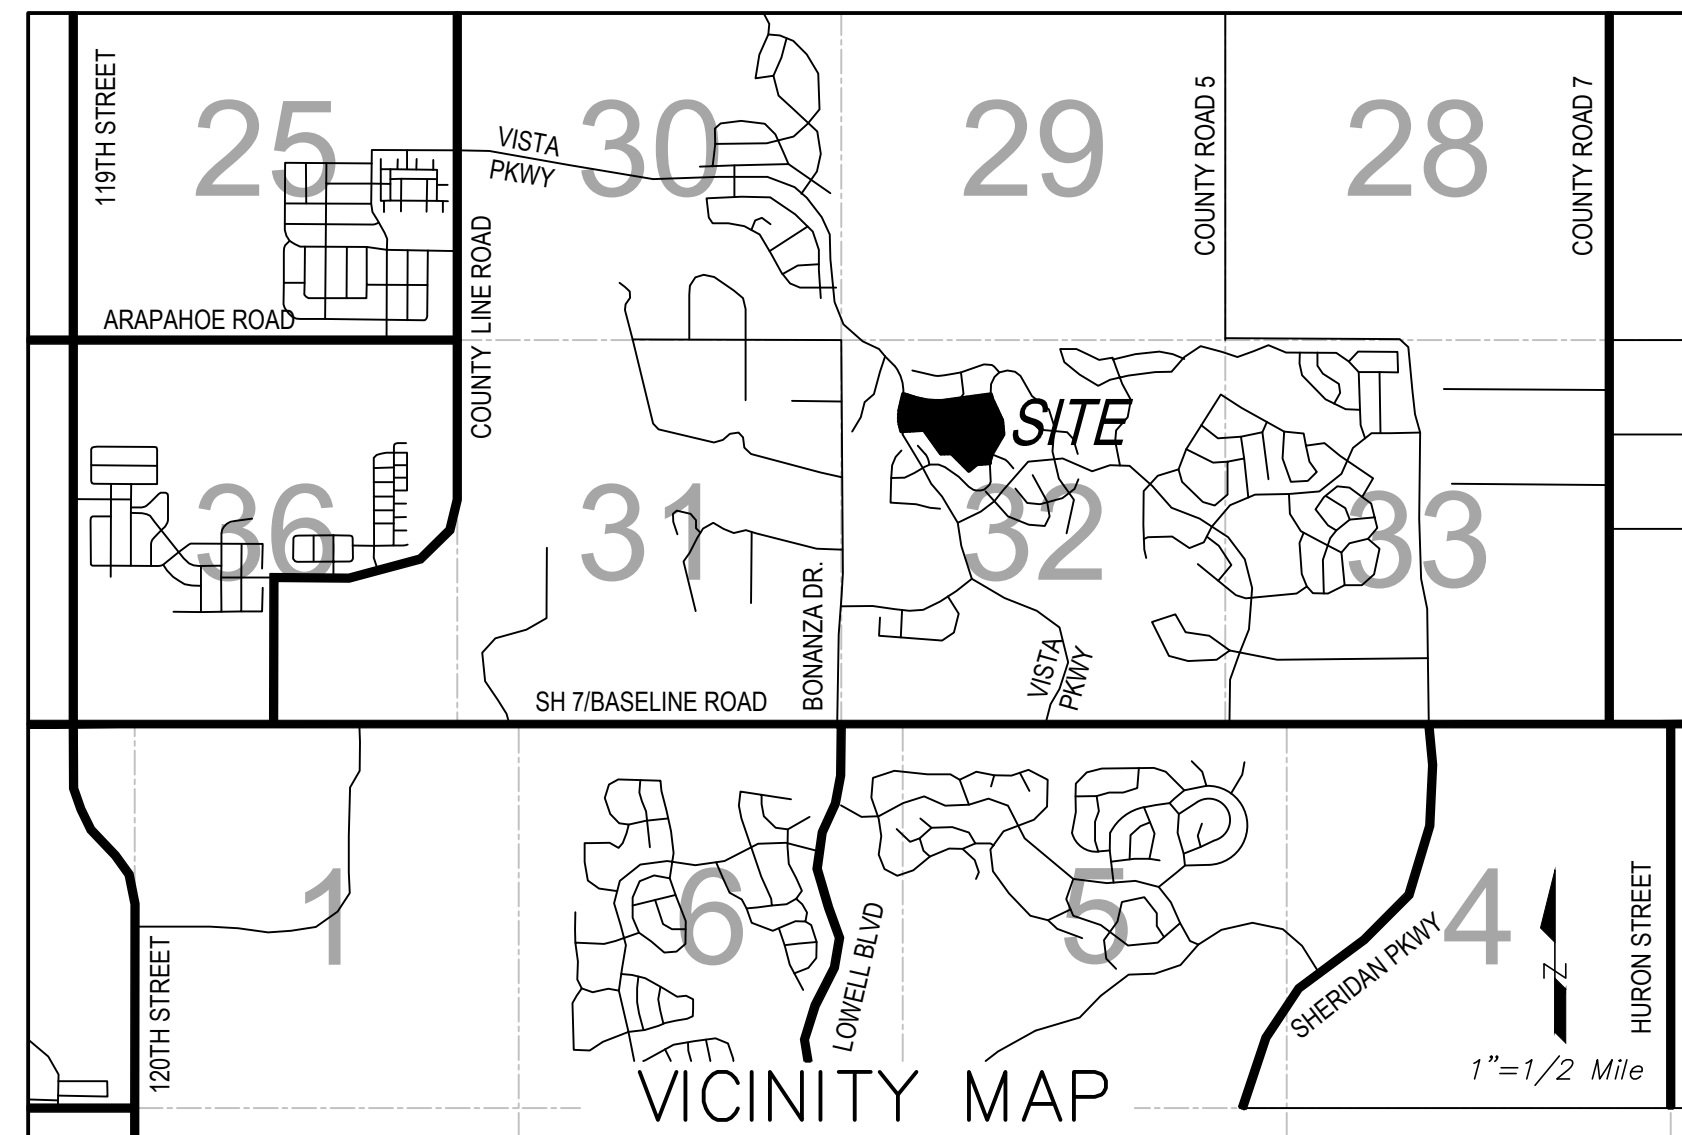 119TH STREET
25
VISTA
PKWY
30
29
COUNTY ROAD 5
28
COUNTY ROAD 7
ARAPAHOE ROAD
COUNTY LINE ROAD
SITE
36
31
32
33
BONANZA DR.
VISTA
PKWY
SH 7/BASELINE ROAD
1
6
5
4
120TH STREET
LOWELL BLVD
SHERIDAN PKWY
HURON STREET
N
1"=1/2 Mile
VICINITY MAP